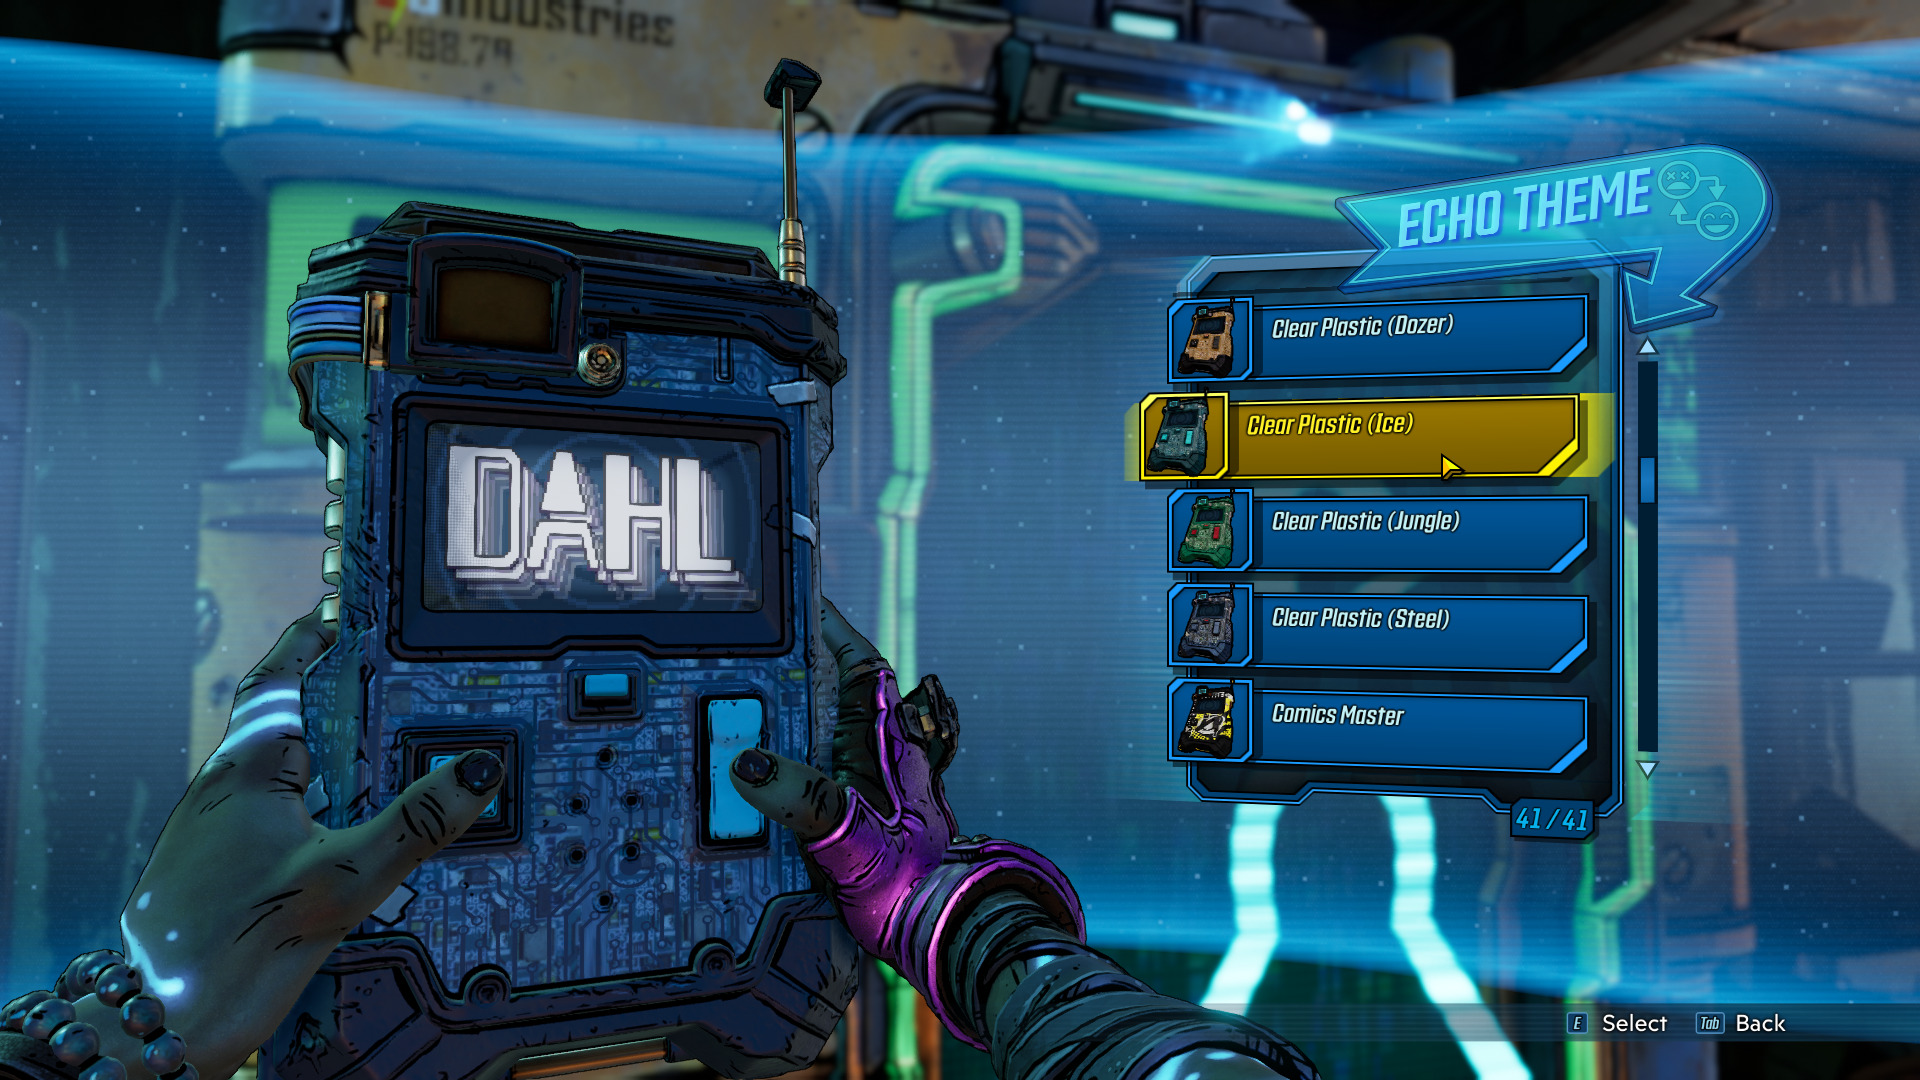 Industries
P-198.79
DAHL
ECHO THEME
Clear Plastic (Dozer)
Clear Plastic (Ice)
Clear Plastic (Jungle)
Clear Plastic (Steel)
Comics Master
41/41
E Select Tab Back